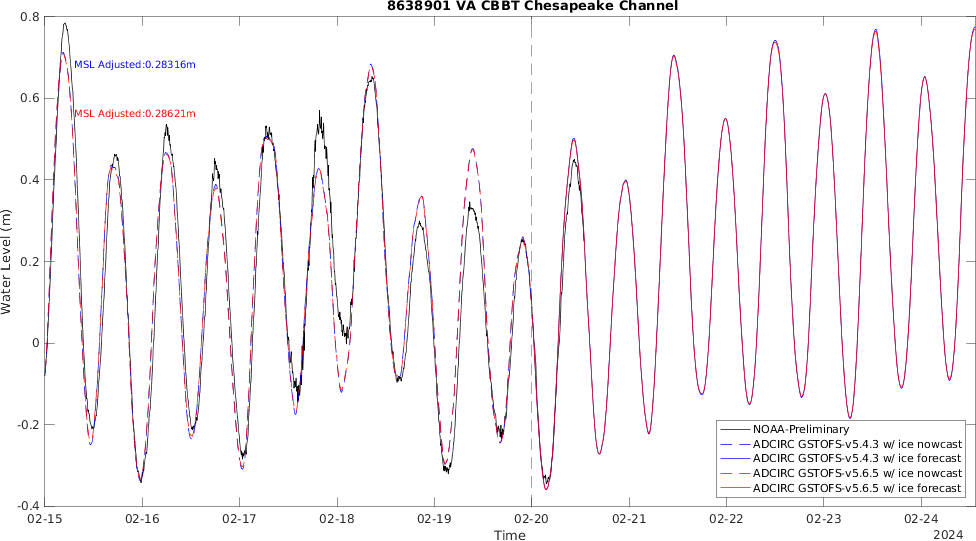 8638901 VA CBBT Chesapeake Channel
0.8
MSL Adjusted:0.28316m
0.6
MSL Adjusted:0.28621m
0.4
Water Level (m)
0.2
0
-0.2
NOAA-Preliminary
ADCIRC GSTOFS-v5.4.3 w/ ice nowcast
ADCIRC GSTOFS-v5.4.3 w/ ice forecast
ADCIRC GSTOFS-v5.6.5 w/ ice nowcast
ADCIRC GSTOFS-v5.6.5 w/ ice forecast
-0.4
02-15 02-16 02-17 02-18 02-19 02-20 02-21 02-22 02-23 02-24
Time
2024